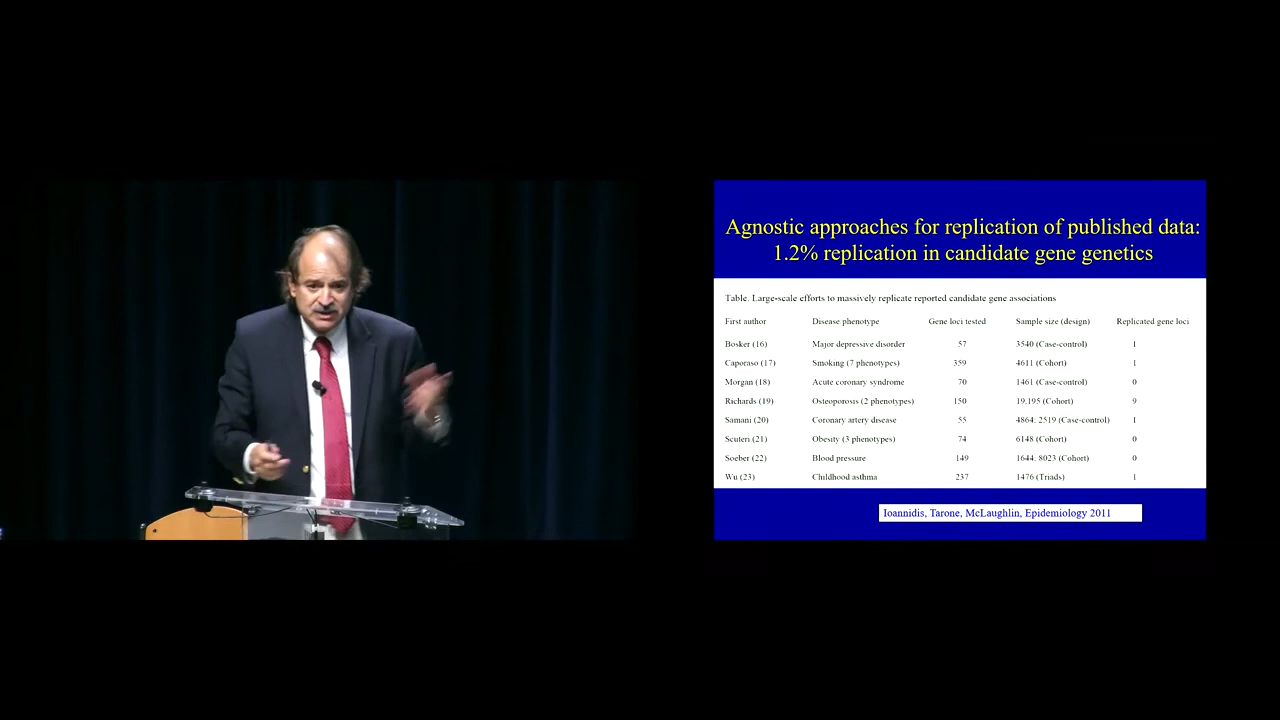 Agnostic approaches for replication of published data:
1.2% replication in candidate gene genetics
Table. Large-scale efforts to massively replicate reported candidate gene associations
First author Disease phenotype Gene loci tested Sample size (design) Replicated gene loci
Bosker (16) Major depressive disorder 57 3540 (Case-control) 1
Caporaso (17) Smoking (7 phenotypes) 359 4611 (Cohort) 1
Morgan (18) Acute coronary syndrome 70 1461 (Case-control) 0
Richards (19) Osteoporosis (2 phenotypes) 150 19.195 (Cohort) 9
Samani (20) Coronary artery disease 55 4864. 2519 (Case-control) 1
Scuteri (21) Obesity (3 phenotypes) 74 6148 (Cohort) 0
Soeber (22) Blood pressure 149 1644. 8023 (Cohort) 0
Wu (23) Childhood asthma 237 1476 (Triads) 1
Ioannidis, Tarone, McLaughlin, Epidemiology 2011